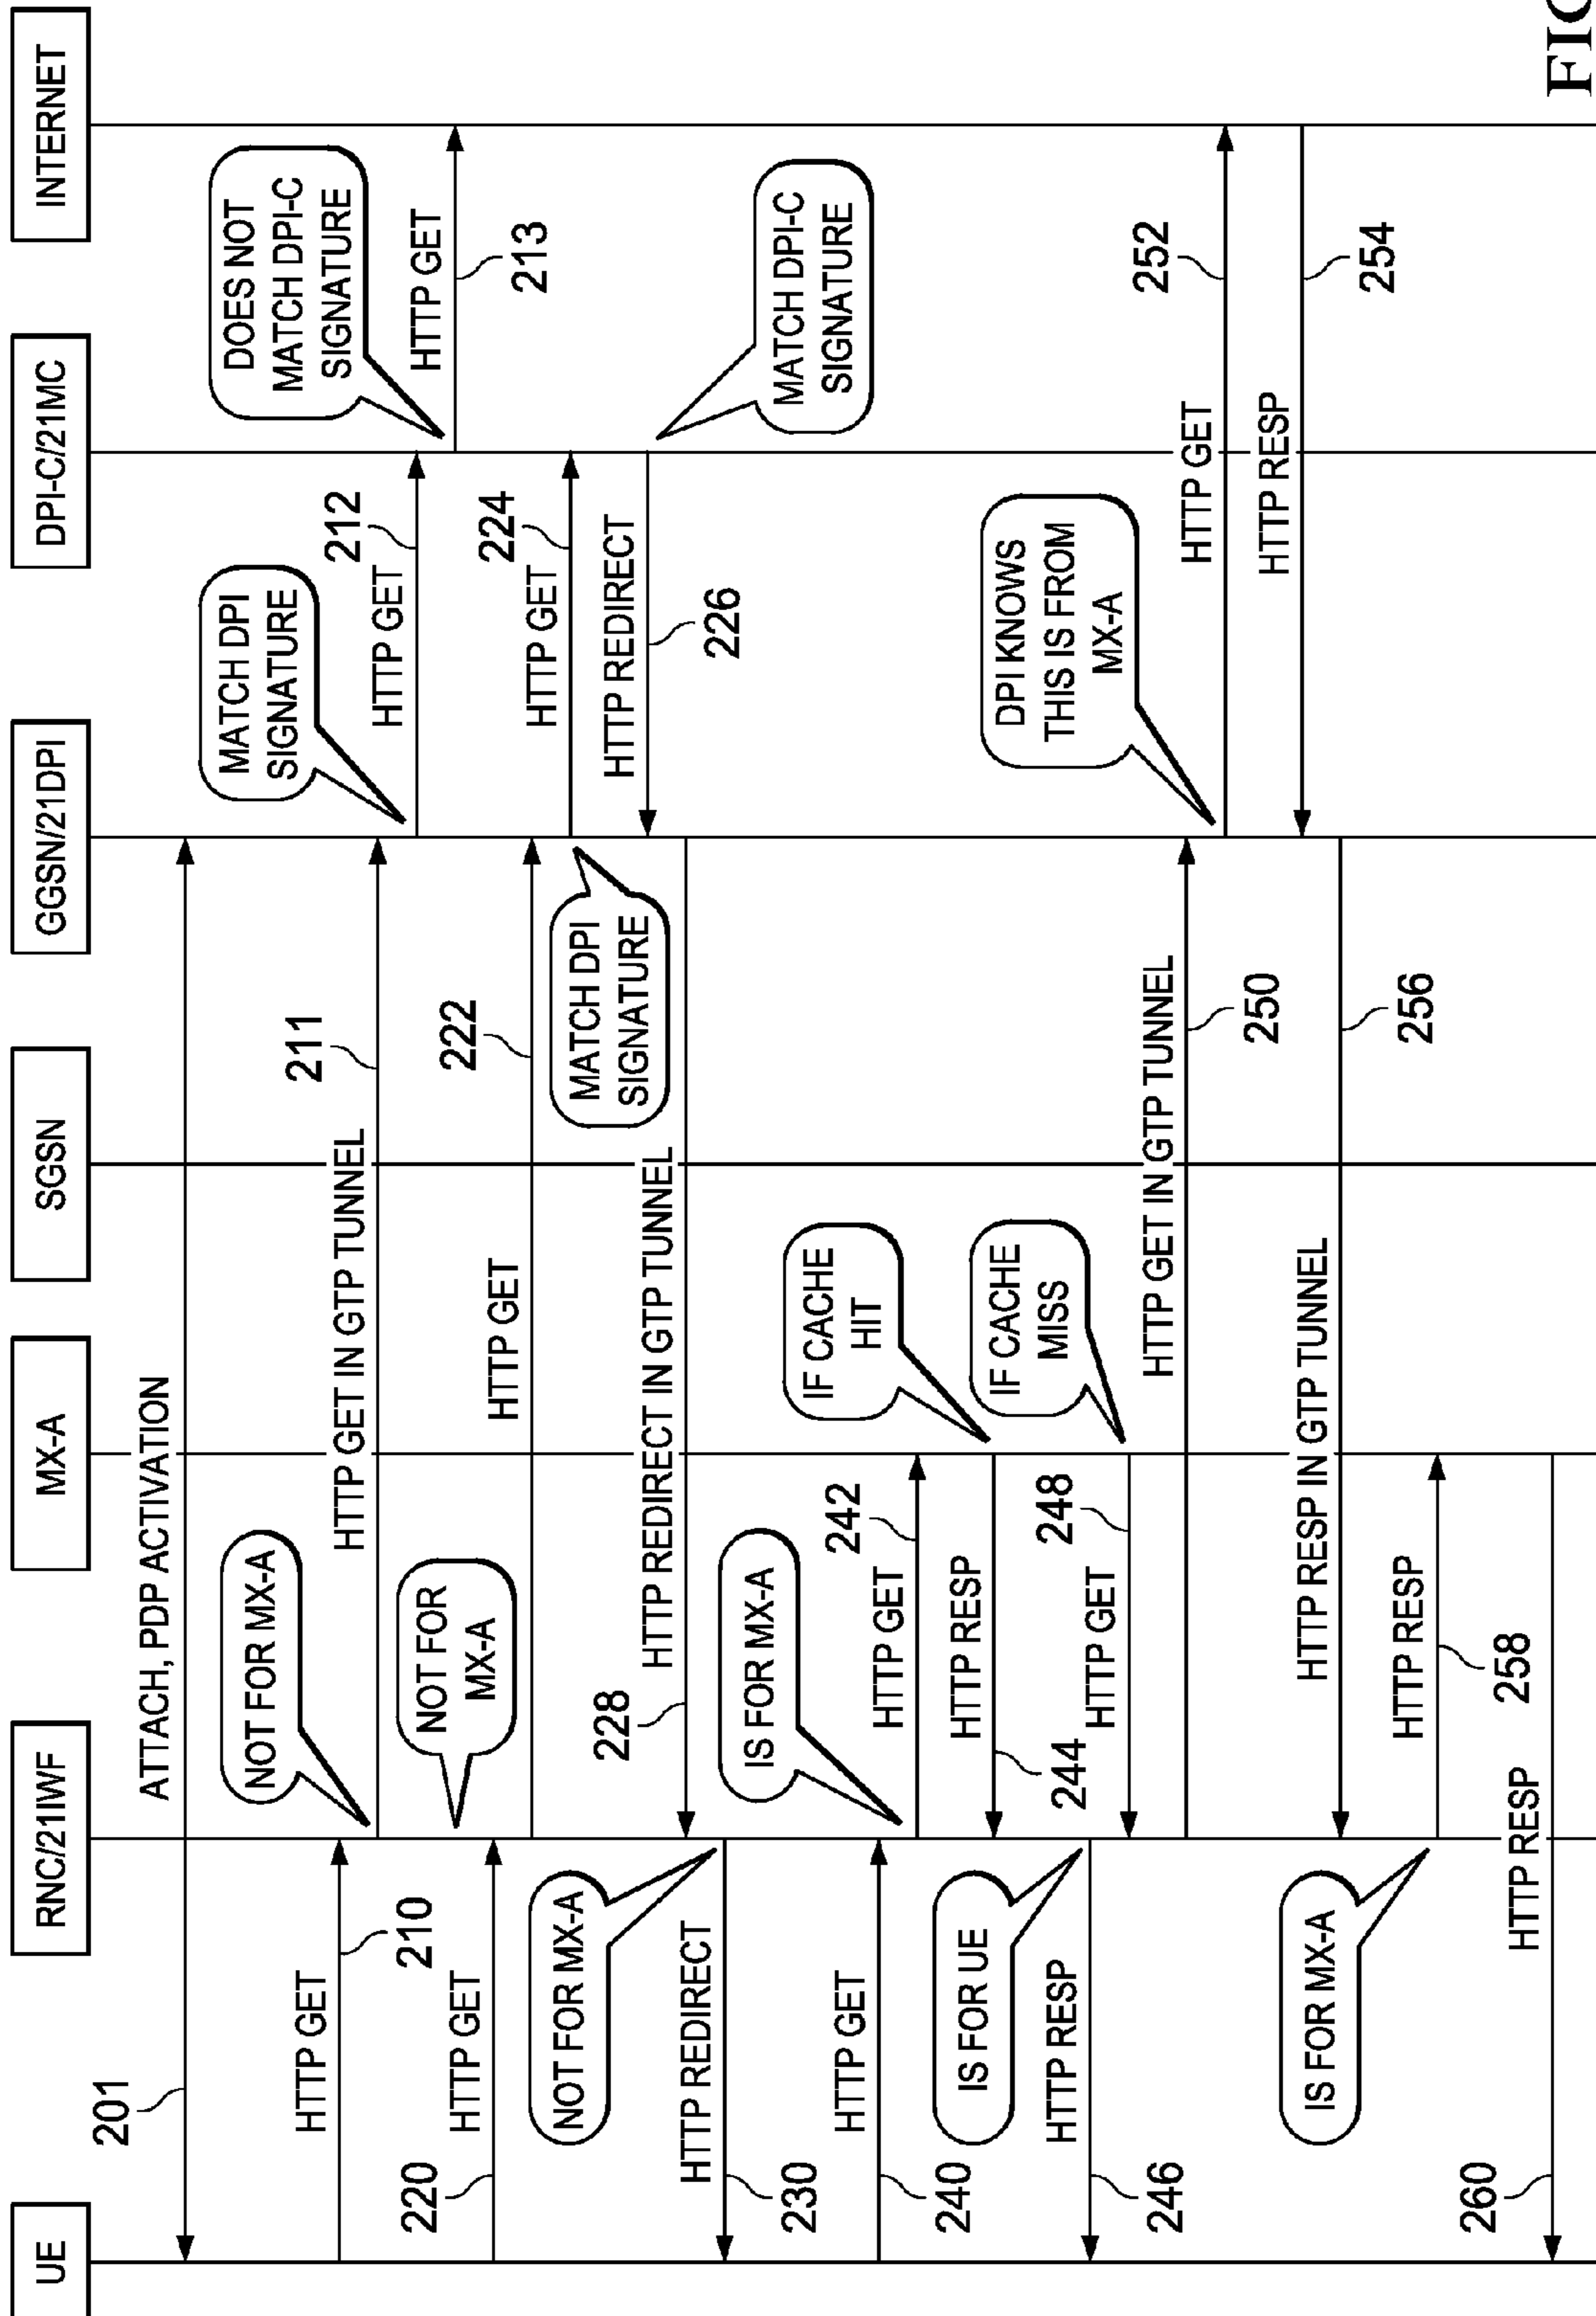 UE
RNC/21IWF
MX-A
SGSN
GGSN/21DPI
DPI-C/21MC
INTERNET
201
ATTACH, PDP ACTIVATION
HTTP GET
210
NOT FOR MX-A
HTTP GET IN GTP TUNNEL
211
MATCH DPI
SIGNATURE
HTTP GET
212
DOES NOT
MATCH DPI-C
SIGNATURE
HTTP GET
213
220
HTTP GET
NOT FOR
MX-A
HTTP GET
222
MATCH DPI
SIGNATURE
HTTP GET
224
HTTP REDIRECT
226
MATCH DPI-C
SIGNATURE
228
HTTP REDIRECT IN GTP TUNNEL
NOT FOR MX-A
HTTP REDIRECT
230
HTTP GET
240
IS FOR MX-A
HTTP GET
242
IF CACHE
HIT
HTTP RESP
244
IS FOR UE
HTTP RESP
246
IF CACHE
MISS
HTTP GET
248
HTTP GET IN GTP TUNNEL
250
DPI KNOWS
THIS IS FROM
MX-A
HTTP GET
252
HTTP RESP
254
HTTP RESP IN GTP TUNNEL
256
IS FOR MX-A
HTTP RESP
258
260
HTTP RESP